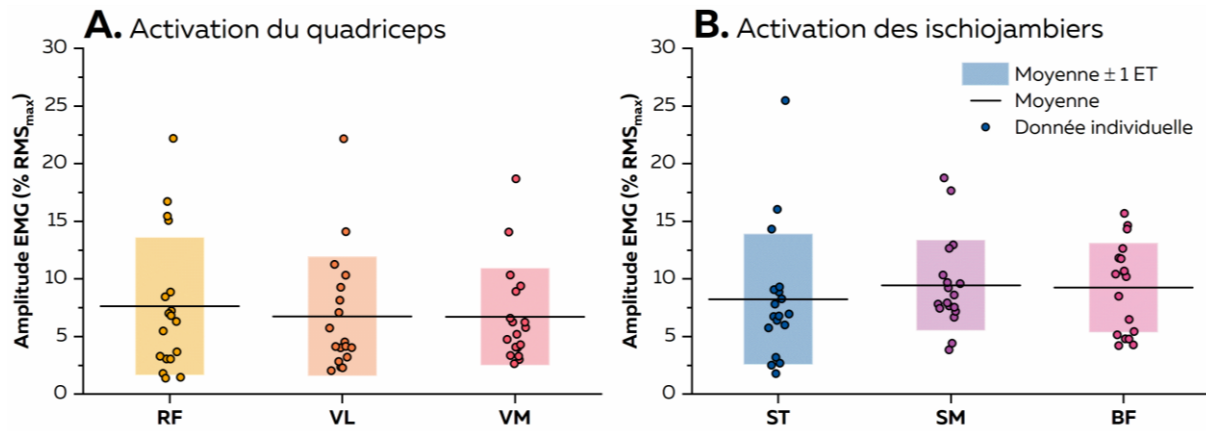 A. Activation du quadriceps
Amplitude EMG (% RMSmax)
30
25
20
15
10
5
0
RF VL VM
B. Activation des ischiojambiers
Amplitude EMG (% RMSmax)
30
25
20
15
10
5
0
Moyenne ± 1 ET
Moyenne
Donnée individuelle
ST SM BF